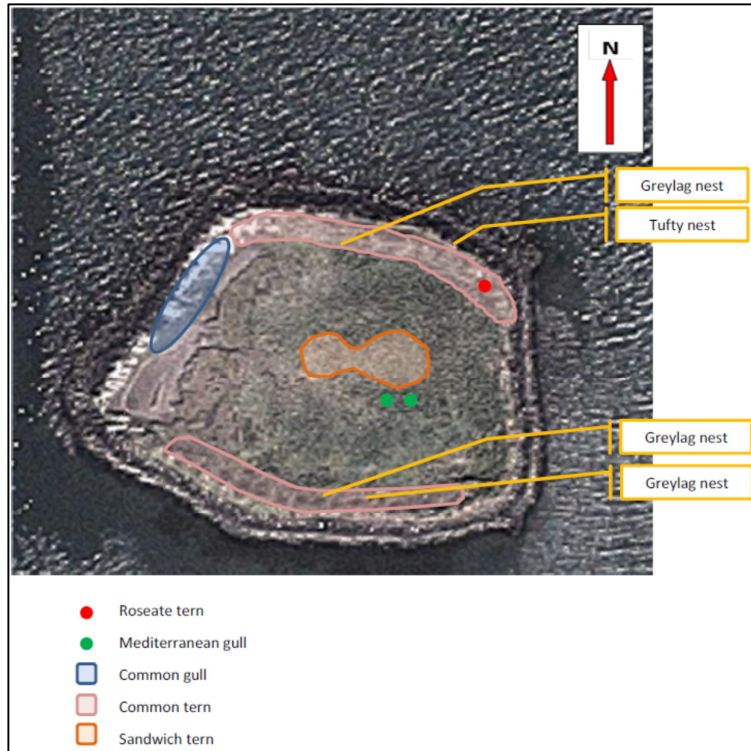 N
Greylag nest
Tufty nest
Greylag nest
Greylag nest
Roseate tern
Mediterranean gull
Common gull
Common tern
Sandwich tern